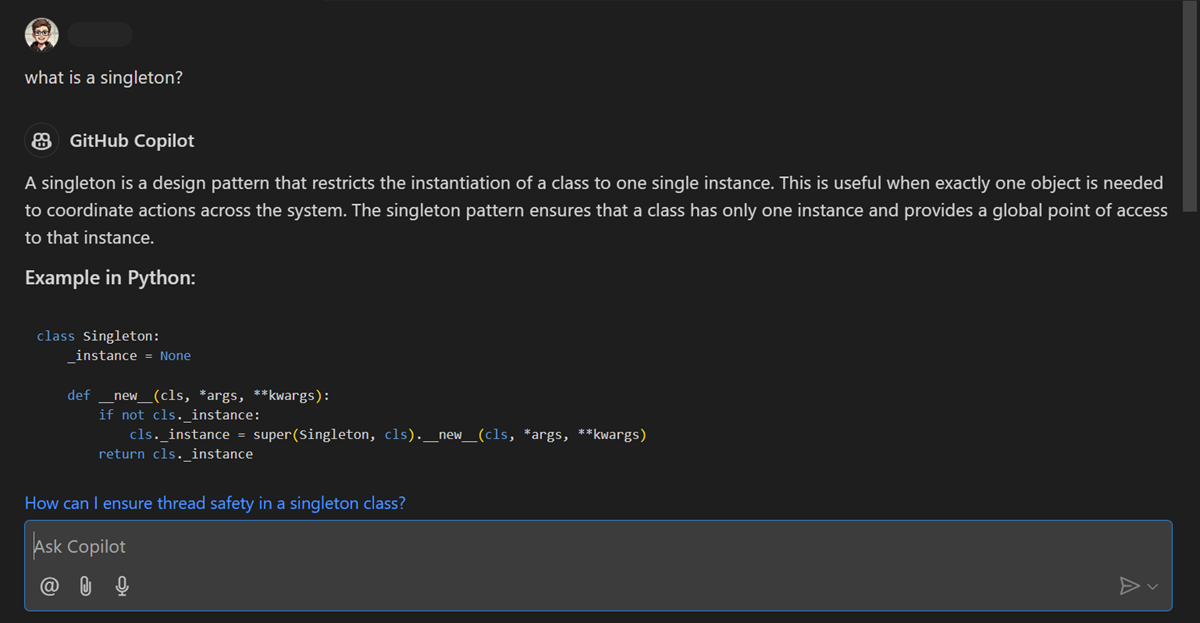 what is a singleton?
GitHub Copilot
A singleton is a design pattern that restricts the instantiation of a class to one single instance. This is useful when exactly one object is needed
to coordinate actions across the system. The singleton pattern ensures that a class has only one instance and provides a global point of access
to that instance.
Example in Python:
class Singleton:
    _instance = None
    def __new__(cls, *args, **kwargs):
        if not cls._instance:
            cls._instance = super(Singleton, cls).__new__(cls, *args, **kwargs)
        return cls._instance
How can I ensure thread safety in a singleton class?
Ask Copilot
@